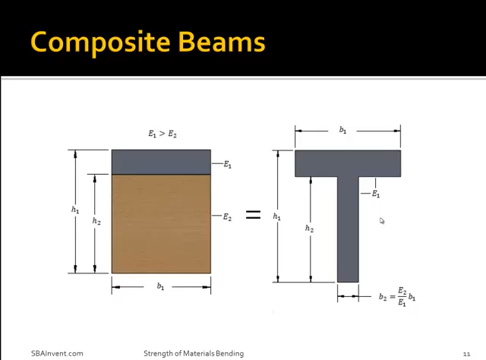 Composite Beams
E₁ > E₂
h₁
h₂
E₁
E₂
b₁
=
b₁
h₁
h₂
E₁
b₂ = E₂/E₁ b₁
SBAInvent.com
Strength of Materials Bending
11